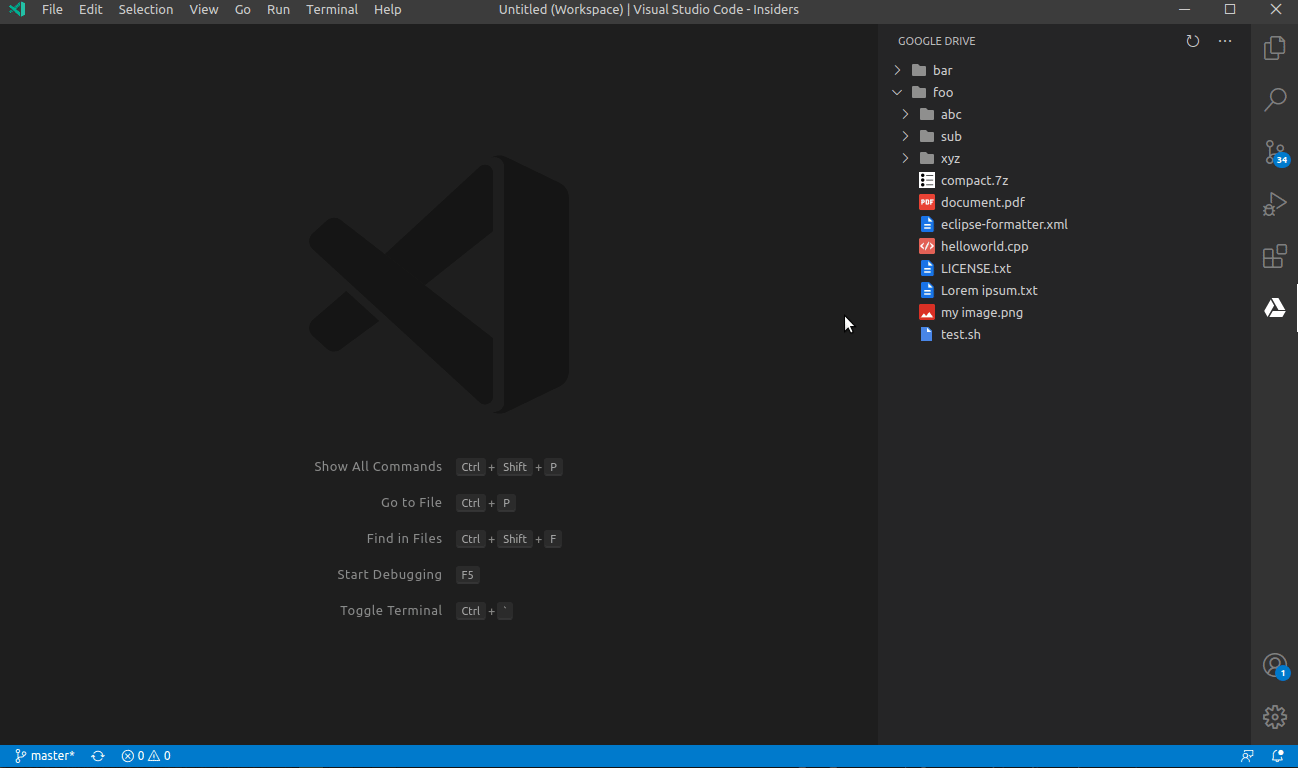 File Edit Selection View Go Run Terminal Help Untitled (Workspace) | Visual Studio Code - Insiders
GOOGLE DRIVE
bar
foo
abc
sub
xyz
compact.7z
PDF document.pdf
eclipse-formatter.xml
helloworld.cpp
LICENSE.txt
Lorem ipsum.txt
my image.png
test.sh
34
Show All Commands Ctrl + Shift + P
Go to File Ctrl + P
Find in Files Ctrl + Shift + F
Start Debugging F5
Toggle Terminal Ctrl + `
1
master* 0 0